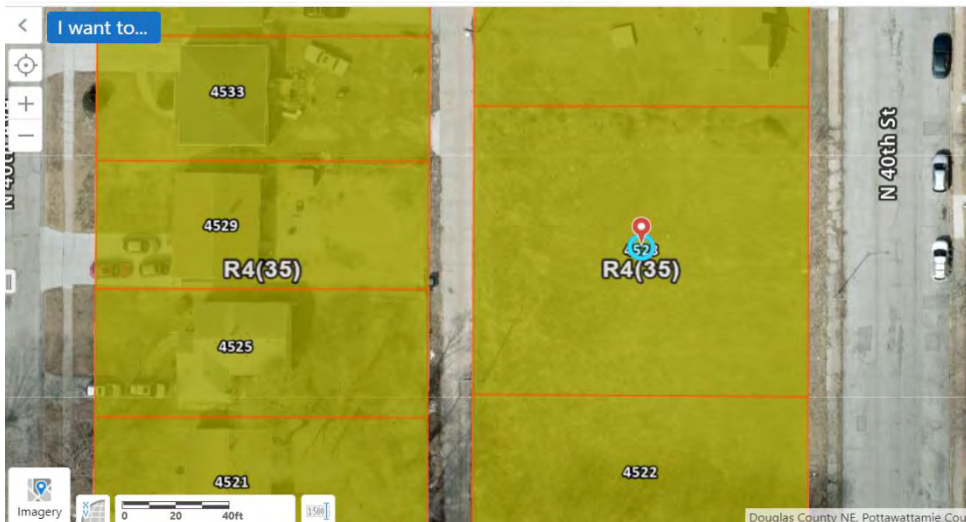 I want to...
4533
N 40th St
4529
R4(35)
R4(35)
4525
4522
4521
Imagery
0 20 40ft
Douglas County NE, Pottawattamie Cou